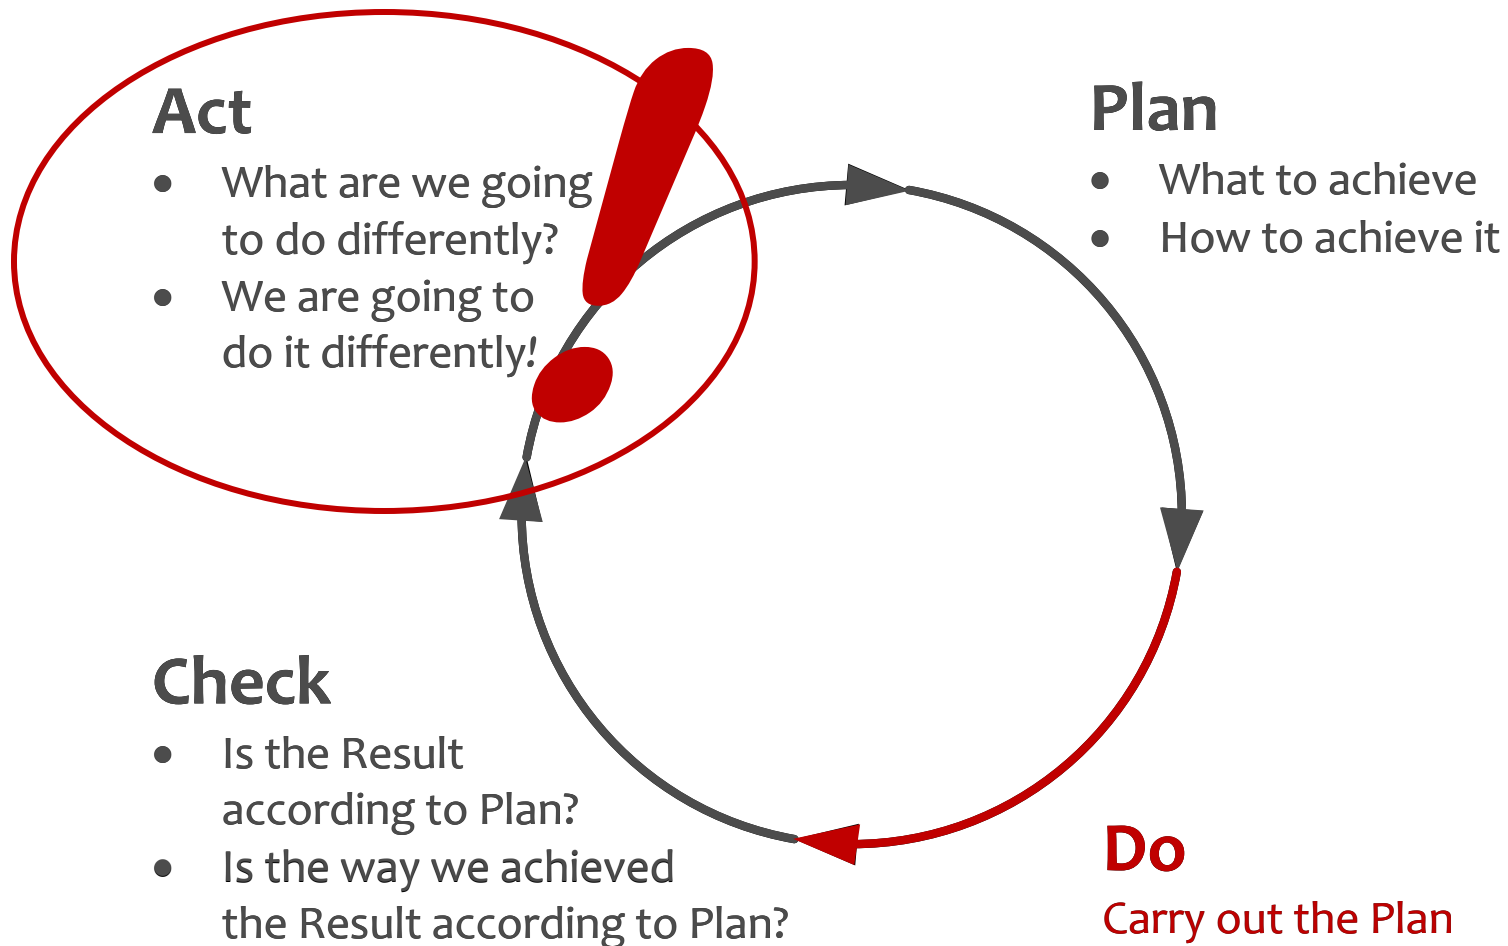 Act
• What are we going
to do differently?
• We are going to
do it differently!
Plan
• What to achieve
• How to achieve it
Check
• Is the Result
according to Plan?
• Is the way we achieved
the Result according to Plan?
Do
Carry out the Plan